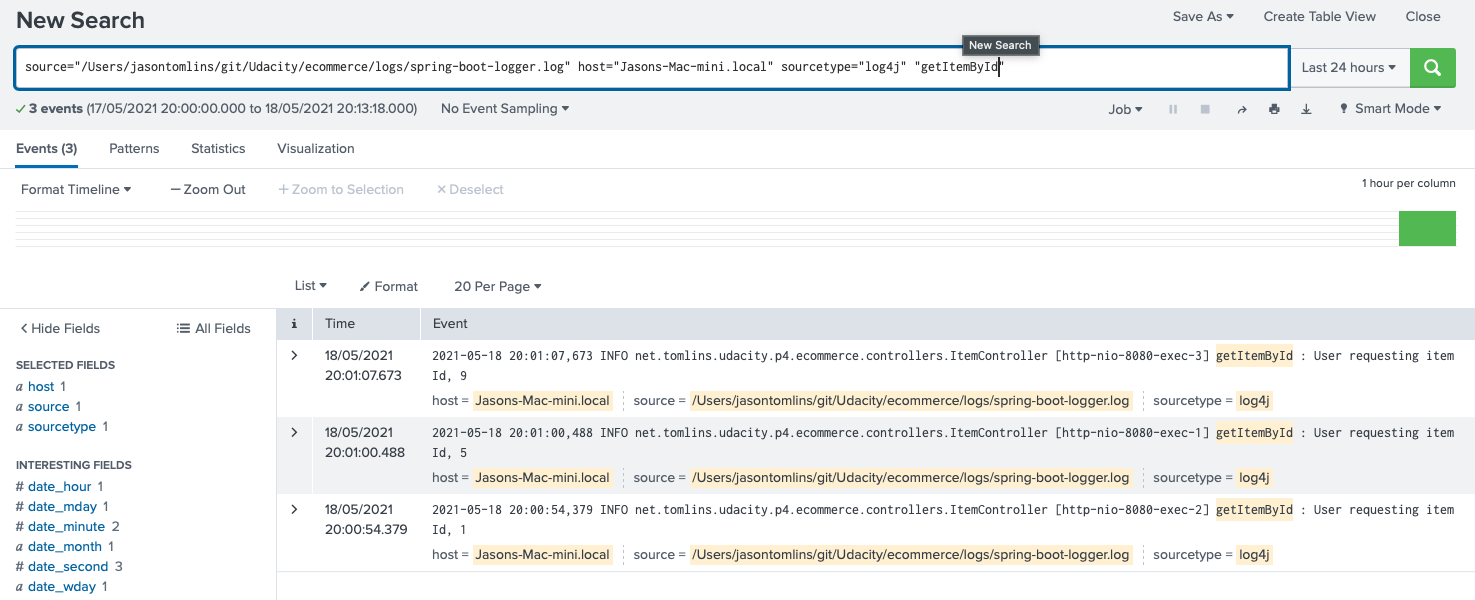 New Search
Save As Create Table View Close
New Search
source="/Users/jasontomlins/git/Udacity/ecommerce/logs/spring-boot-logger.log" host="Jasons-Mac-mini.local" sourcetype="log4j" "getItemById"
Last 24 hours
3 events (17/05/2021 20:00:00.000 to 18/05/2021 20:13:18.000) No Event Sampling
Job Smart Mode
Events (3) Patterns Statistics Visualization
Format Timeline — Zoom Out + Zoom to Selection × Deselect
1 hour per column
List Format 20 Per Page
< Hide Fields All Fields
i Time Event
SELECTED FIELDS
a host 1
a source 1
a sourcetype 1
INTERESTING FIELDS
# date_hour 1
# date_mday 1
# date_minute 2
a date_month 1
# date_second 3
a date_wday 1
> 18/05/2021 20:01:07.673
2021-05-18 20:01:07,673 INFO net.tomlins.udacity.p4.ecommerce.controllers.ItemController [http-nio-8080-exec-3] getItemById : User requesting item
Id, 9
host = Jasons-Mac-mini.local source = /Users/jasontomlins/git/Udacity/ecommerce/logs/spring-boot-logger.log sourcetype = log4j
> 18/05/2021 20:01:00.488
2021-05-18 20:01:00,488 INFO net.tomlins.udacity.p4.ecommerce.controllers.ItemController [http-nio-8080-exec-1] getItemById : User requesting item
Id, 5
host = Jasons-Mac-mini.local source = /Users/jasontomlins/git/Udacity/ecommerce/logs/spring-boot-logger.log sourcetype = log4j
> 18/05/2021 20:00:54.379
2021-05-18 20:00:54,379 INFO net.tomlins.udacity.p4.ecommerce.controllers.ItemController [http-nio-8080-exec-2] getItemById : User requesting item
Id, 1
host = Jasons-Mac-mini.local source = /Users/jasontomlins/git/Udacity/ecommerce/logs/spring-boot-logger.log sourcetype = log4j